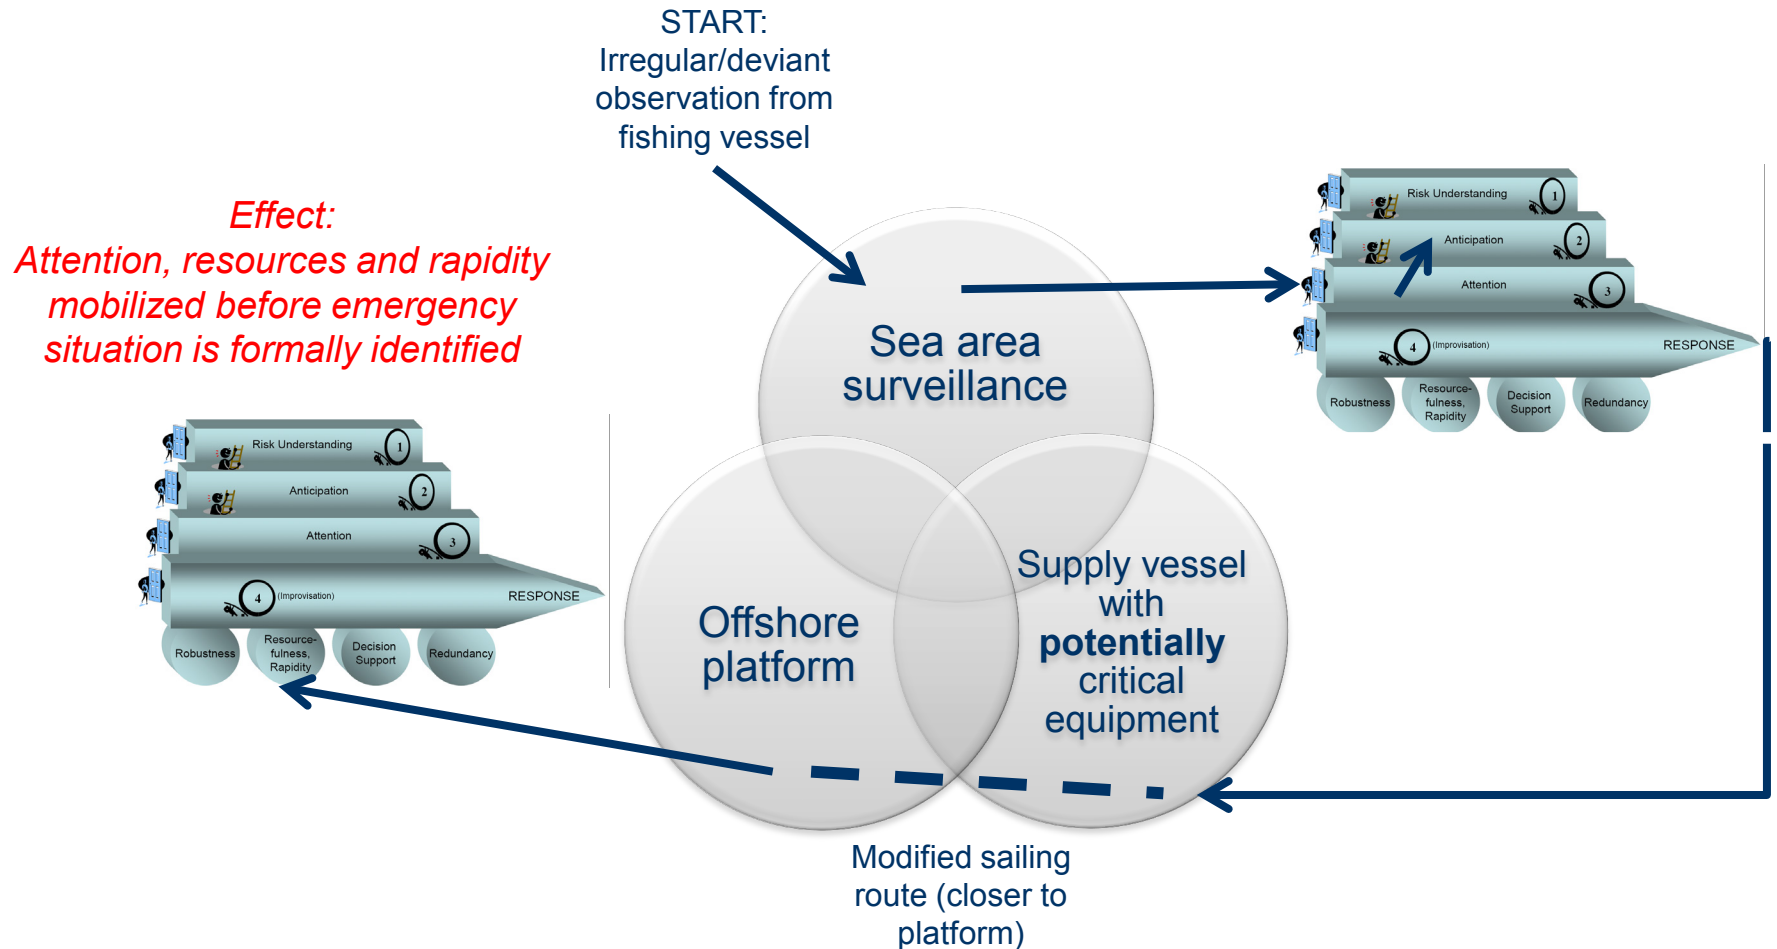 START:
Irregular/deviant
observation from
fishing vessel
Effect:
Attention, resources and rapidity
mobilized before emergency
situation is formally identified
Risk Understanding
1
Anticipation
2
Attention
3
4
(Improvisation)
RESPONSE
Robustness
Resource-
fulness,
Rapidity
Decision
Support
Redundancy
Sea area
surveillance
Risk Understanding
1
Anticipation
2
Attention
3
4
(Improvisation)
RESPONSE
Robustness
Resource-
fulness,
Rapidity
Decision
Support
Redundancy
Offshore
platform
Supply vessel
with
potentially
critical
equipment
Modified sailing
route (closer to
platform)